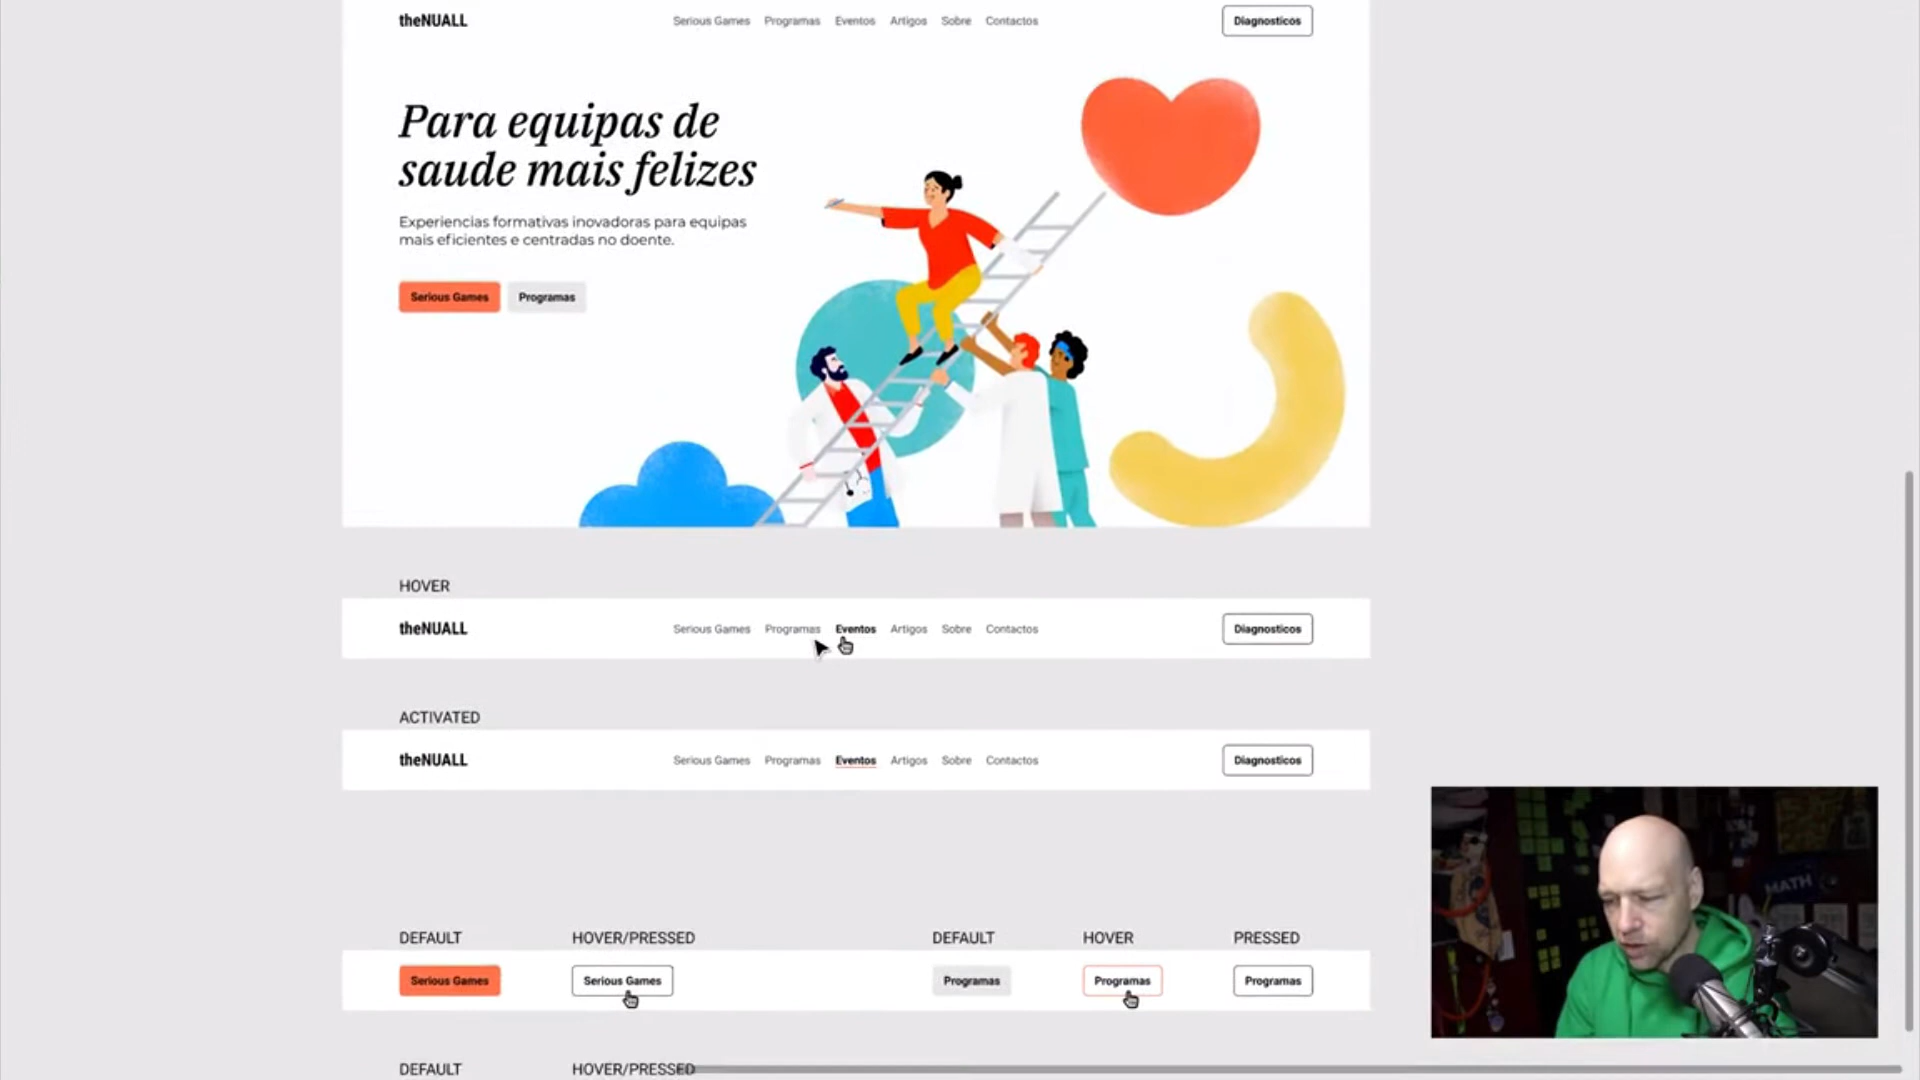 theNUALL Serious Games Programas Eventos Artigos Sobre Contactos Diagnosticos
Para equipas de
saude mais felizes
Experiencias formativas inovadoras para equipas
mais eficientes e centradas no doente.
Serious Games Programas
HOVER
theNUALL Serious Games Programas Eventos Artigos Sobre Contactos Diagnosticos
ACTIVATED
theNUALL Serious Games Programas Eventos Artigos Sobre Contactos Diagnosticos
DEFAULT HOVER/PRESSED DEFAULT HOVER PRESSED
Serious Games Serious Games Programas Programas Programas
DEFAULT HOVER/PRESSED
MATH